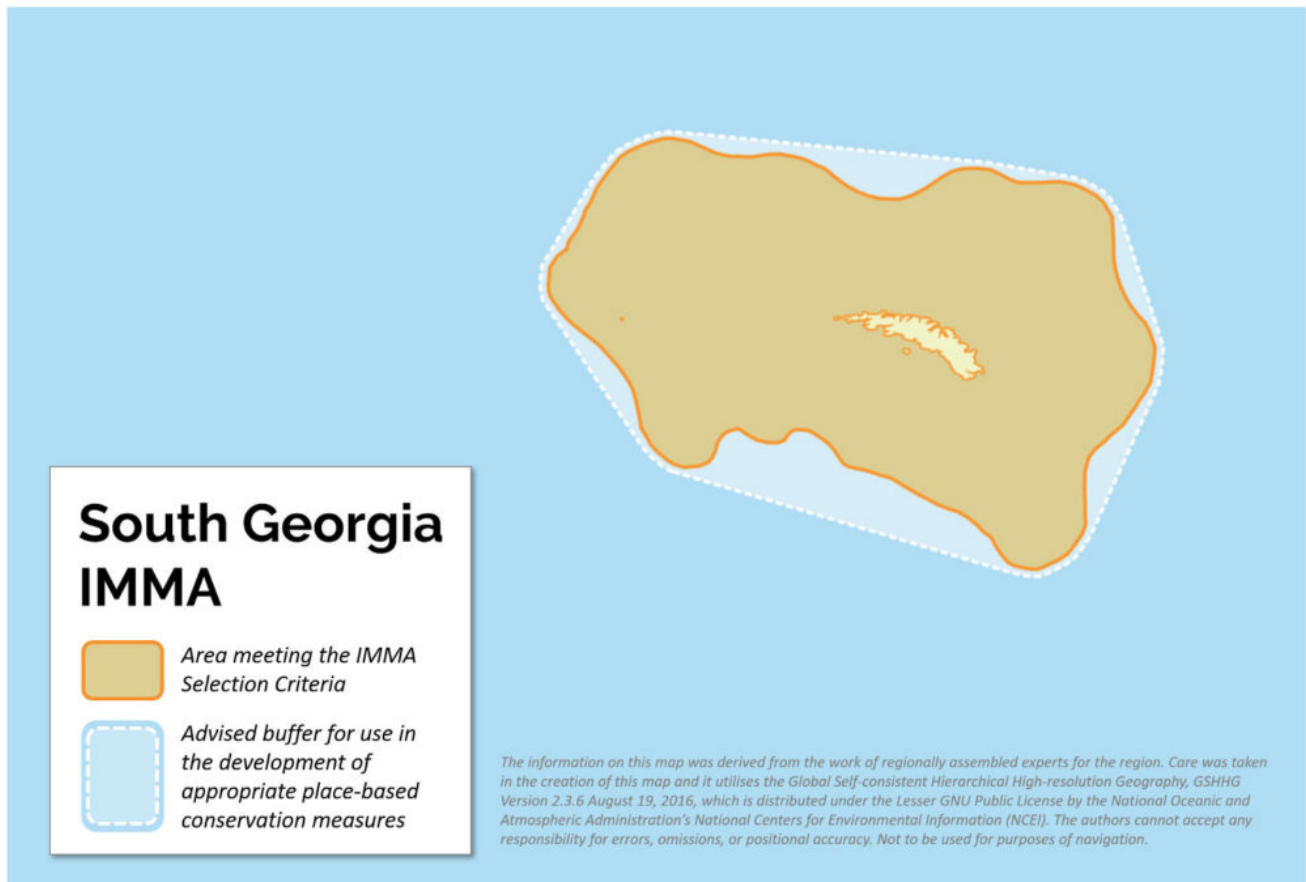 South Georgia
IMMA
Area meeting the IMMA
Selection Criteria
Advised buffer for use in
the development of
appropriate place-based
conservation measures
The information on this map was derived from the work of regionally assembled experts for the region. Care was taken
in the creation of this map and it utilises the Global Self-consistent Hierarchical High-resolution Geography, GSHHG
Version 2.3.6 August 19, 2016, which is distributed under the Lesser GNU Public License by the National Oceanic and
Atmospheric Administration's National Centers for Environmental Information (NCEI). The authors cannot accept any
responsibility for errors, omissions, or positional accuracy. Not to be used for purposes of navigation.